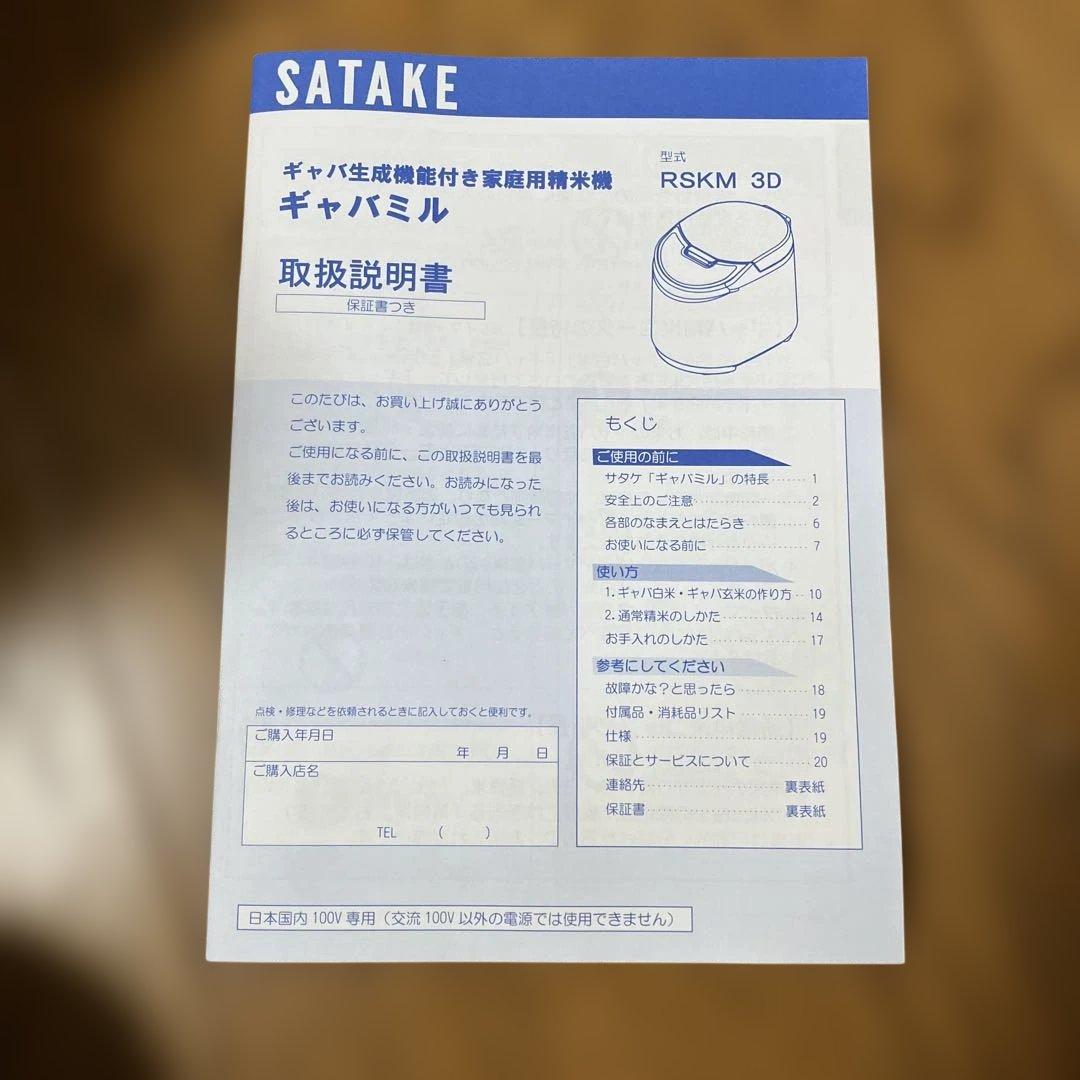 SATAKE
ギャバ生成機能付き家庭用精米機
ギャバミル
型式
RSKM 3D
取扱説明書
保証書つき
このたびは、お買い上げ誠にありがとう
ございます。
ご使用になる前に、この取扱説明書を最
後までお読みください。お読みになった
後は、お使いになる方がいつでも見られ
るところに必ず保管してください。
もくじ
ご使用の前に
サタケ「ギャバミル」の特長……… 1
安全上のご注意……… 2
各部のなまえとはたらき……… 6
お使いになる前に……… 7
使い方
1.ギャバ白米・ギャバ玄米の作り方… 10
2.通常精米のしかた……… 14
お手入れのしかた……… 17
参考にしてください
故障かな?と思ったら……… 18
付属品・消耗品リスト……… 19
仕様……… 19
保証とサービスについて……… 20
連絡先……… 裏表紙
保証書……… 裏表紙
点検・修理などを依頼されるときに記入しておくと便利です。
ご購入年月日
年 月 日
ご購入店名
TEL ( )
日本国内100V専用(交流100V以外の電源では使用できません)